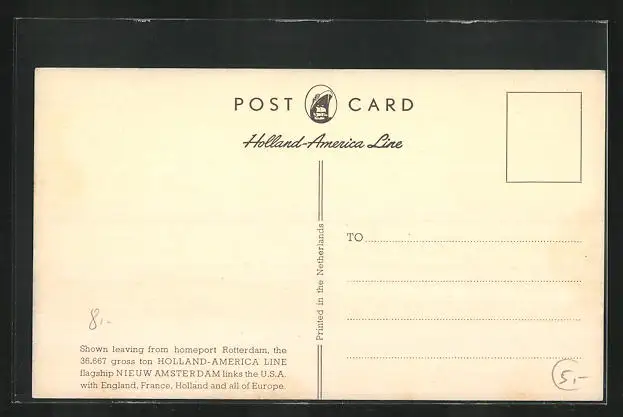 POST CARD
Holland-America Line
TO
Printed in the Netherlands
8,-
Shown leaving from homeport Rotterdam, the
36.667 gross ton HOLLAND-AMERICA LINE
flagship NIEUW AMSTERDAM links the U.S.A.
with England, France, Holland and all of Europe.
5,-